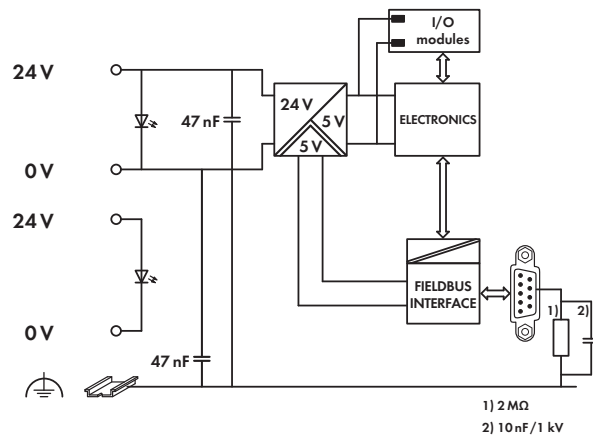 I/O
modules
24 V
24 V
47 nF
5 V
5 V
ELECTRONICS
0 V
24 V
FIELDBUS
INTERFACE
1)
2)
0 V
47 nF
1) 2 MΩ
2) 10 nF/1 kV